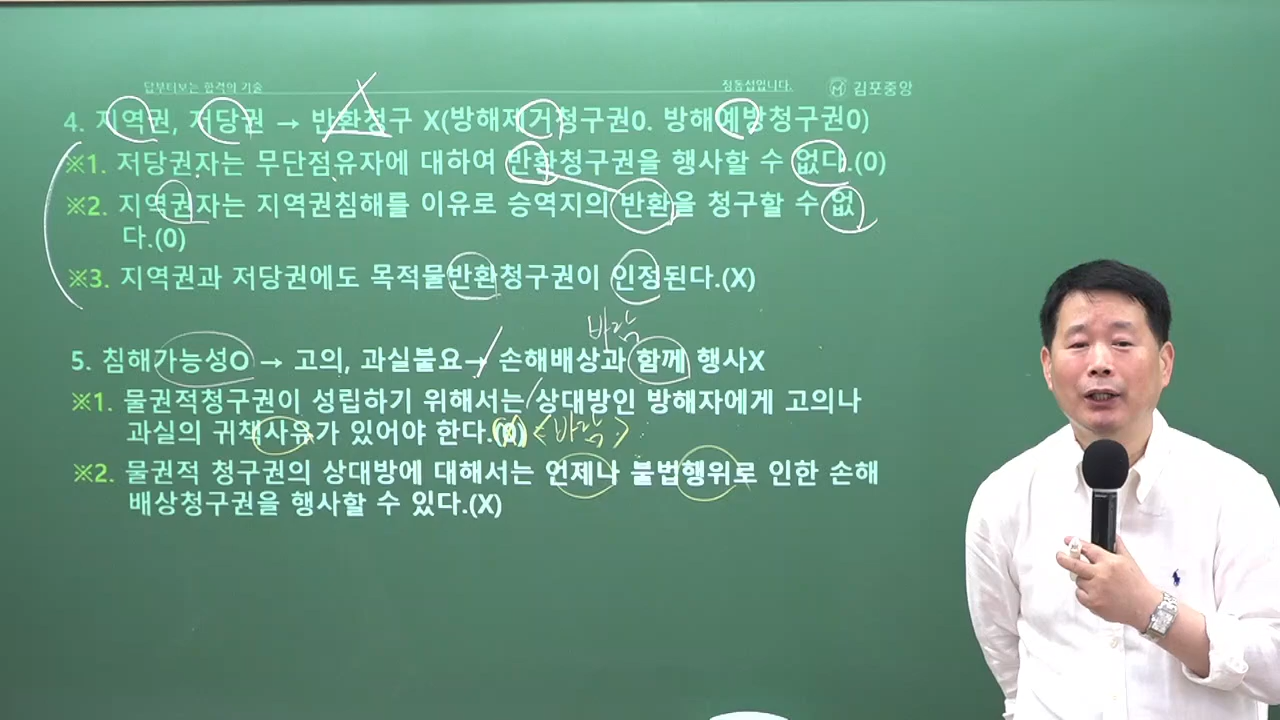 답부터보는 합격의 기술 정동섭입니다. 김포중앙
4. 지역권, 저당권 → 반환청구 X(방해제거청구권0. 방해예방청구권0)
※1. 저당권자는 무단점유자에 대하여 반환청구권을 행사할 수 없다.(0)
※2. 지역권자는 지역권침해를 이유로 승역지의 반환을 청구할 수 없
다.(0)
※3. 지역권과 저당권에도 목적물반환청구권이 인정된다.(X)
바람
5. 침해가능성O → 고의, 과실불요→ 손해배상과 함께 행사X
※1. 물권적청구권이 성립하기 위해서는 상대방인 방해자에게 고의나
과실의 귀책사유가 있어야 한다. <바람>
※2. 물권적 청구권의 상대방에 대해서는 언제나 불법행위로 인한 손해
배상청구권을 행사할 수 있다.(X)